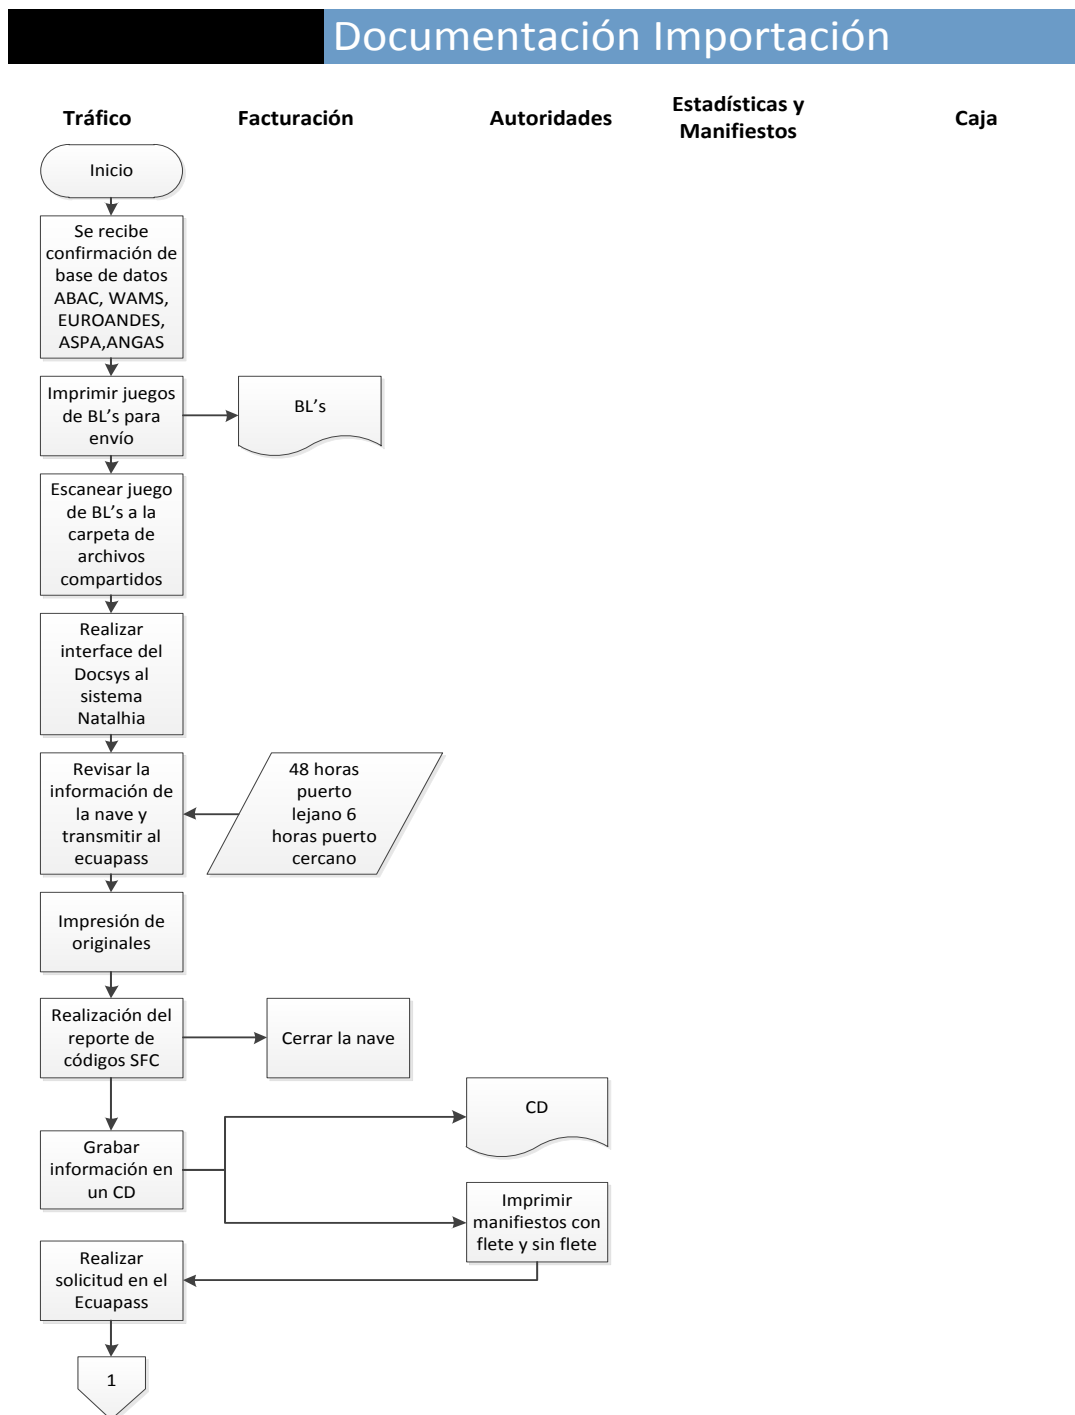 Documentación Importación
Tráfico
Facturación
Autoridades
Estadísticas y
Manifiestos
Caja
Inicio
Se recibe
confirmación de
base de datos
ABAC, WAMS,
EUROANDES,
ASPA,ANGAS
Imprimir juegos
de BL’s para
envío
BL’s
Escanear juego
de BL’s a la
carpeta de
archivos
compartidos
Realizar
interface del
Docsys al
sistema
Natalhia
Revisar la
información de
la nave y
transmitir al
ecuapass
48 horas
puerto
lejano 6
horas puerto
cercano
Impresión de
originales
Realización del
reporte de
códigos SFC
Cerrar la nave
CD
Grabar
información en
un CD
Imprimir
manifiestos con
flete y sin flete
Realizar
solicitud en el
Ecuapass
1